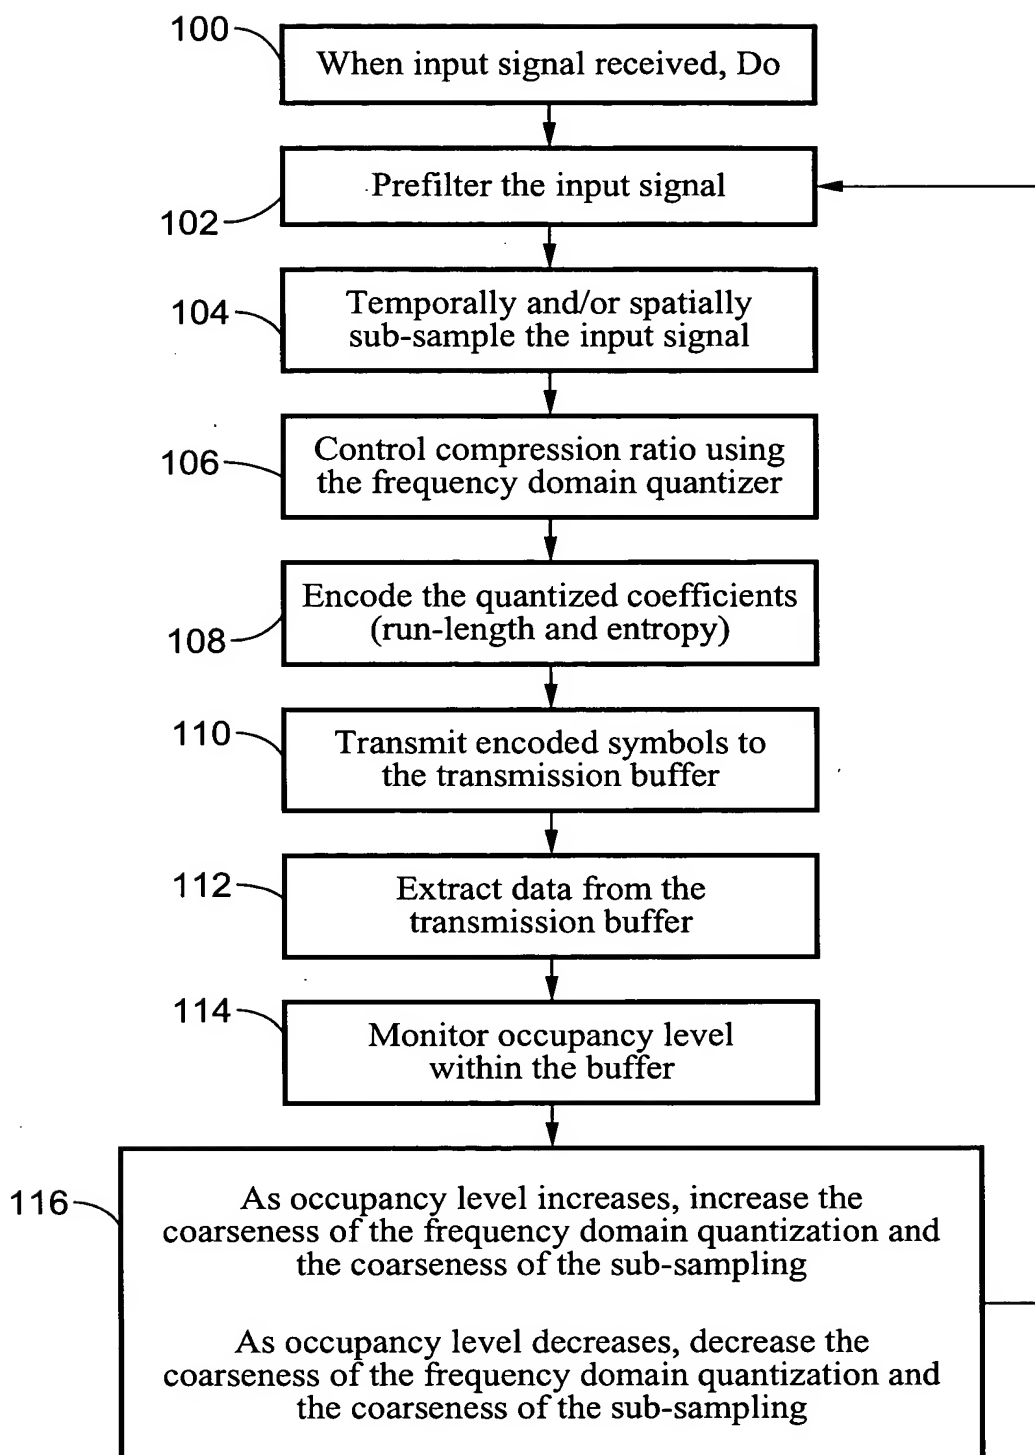 100
When input signal received, Do
Prefilter the input signal
102
104
Temporally and/or spatially
sub-sample the input signal
106
Control compression ratio using
the frequency domain quantizer
108
Encode the quantized coefficients
(run-length and entropy)
110
Transmit encoded symbols to
the transmission buffer
112
Extract data from the
transmission buffer
114
Monitor occupancy level
within the buffer
116
As occupancy level increases, increase the
coarseness of the frequency domain quantization and
the coarseness of the sub-sampling
As occupancy level decreases, decrease the
coarseness of the frequency domain quantization and
the coarseness of the sub-sampling